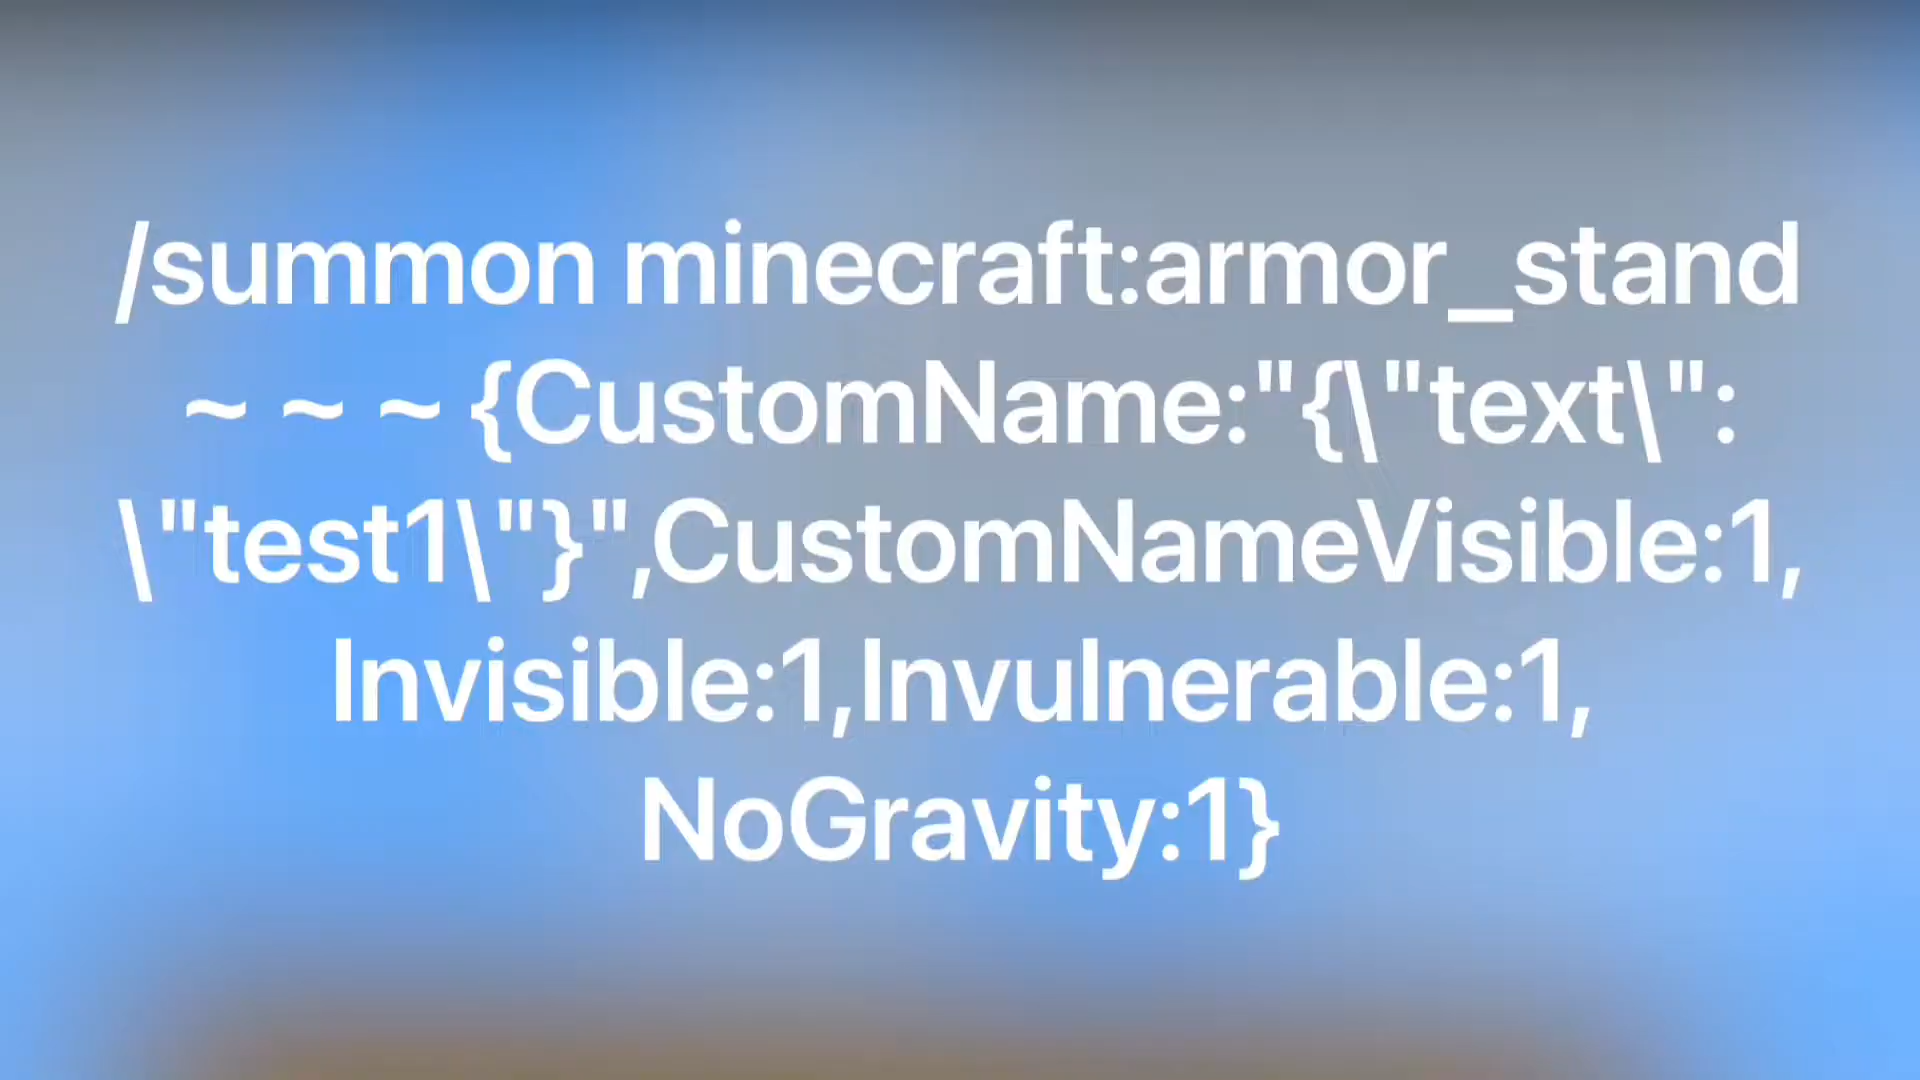 /summon minecraft:armor_stand
~ ~ ~ {CustomName:"{\"text\":
\"test1\"}",CustomNameVisible:1,
Invisible:1,Invulnerable:1,
NoGravity:1}